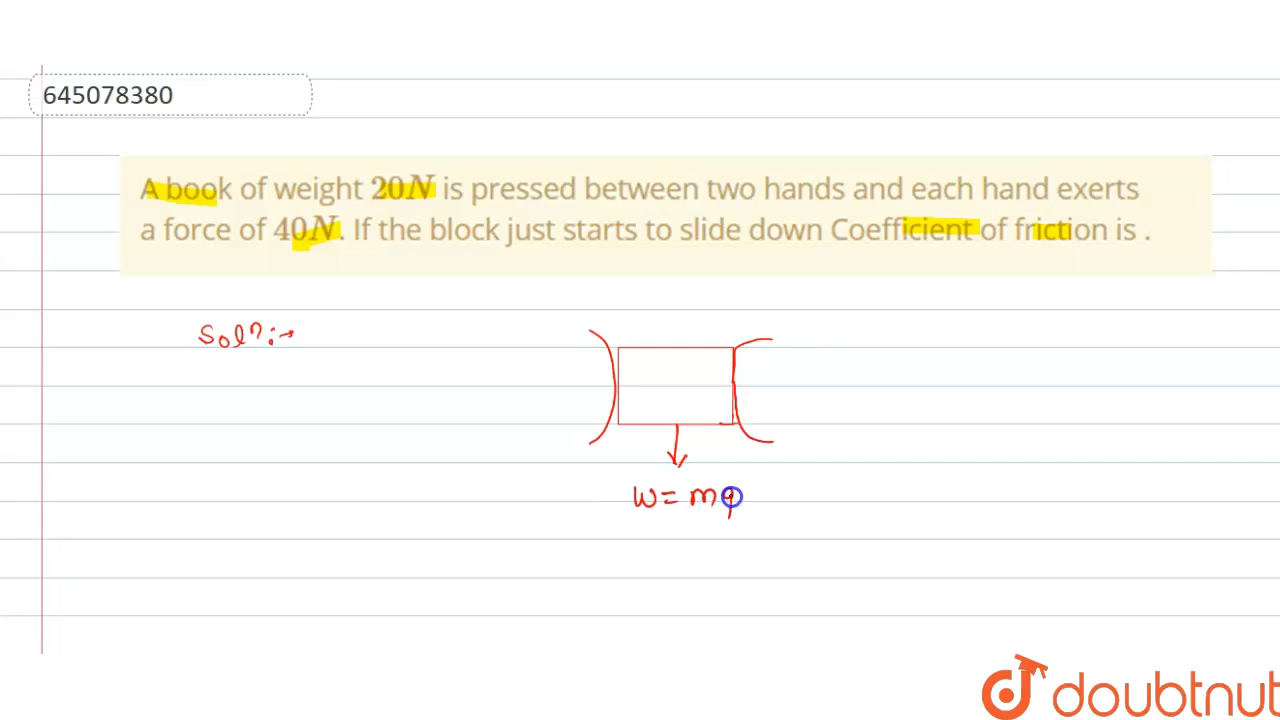 645078380
A book of weight 20N is pressed between two hands and each hand exerts
a force of 40N. If the block just starts to slide down Coefficient of friction is .
Solⁿ:→
W = mg
doubtnut